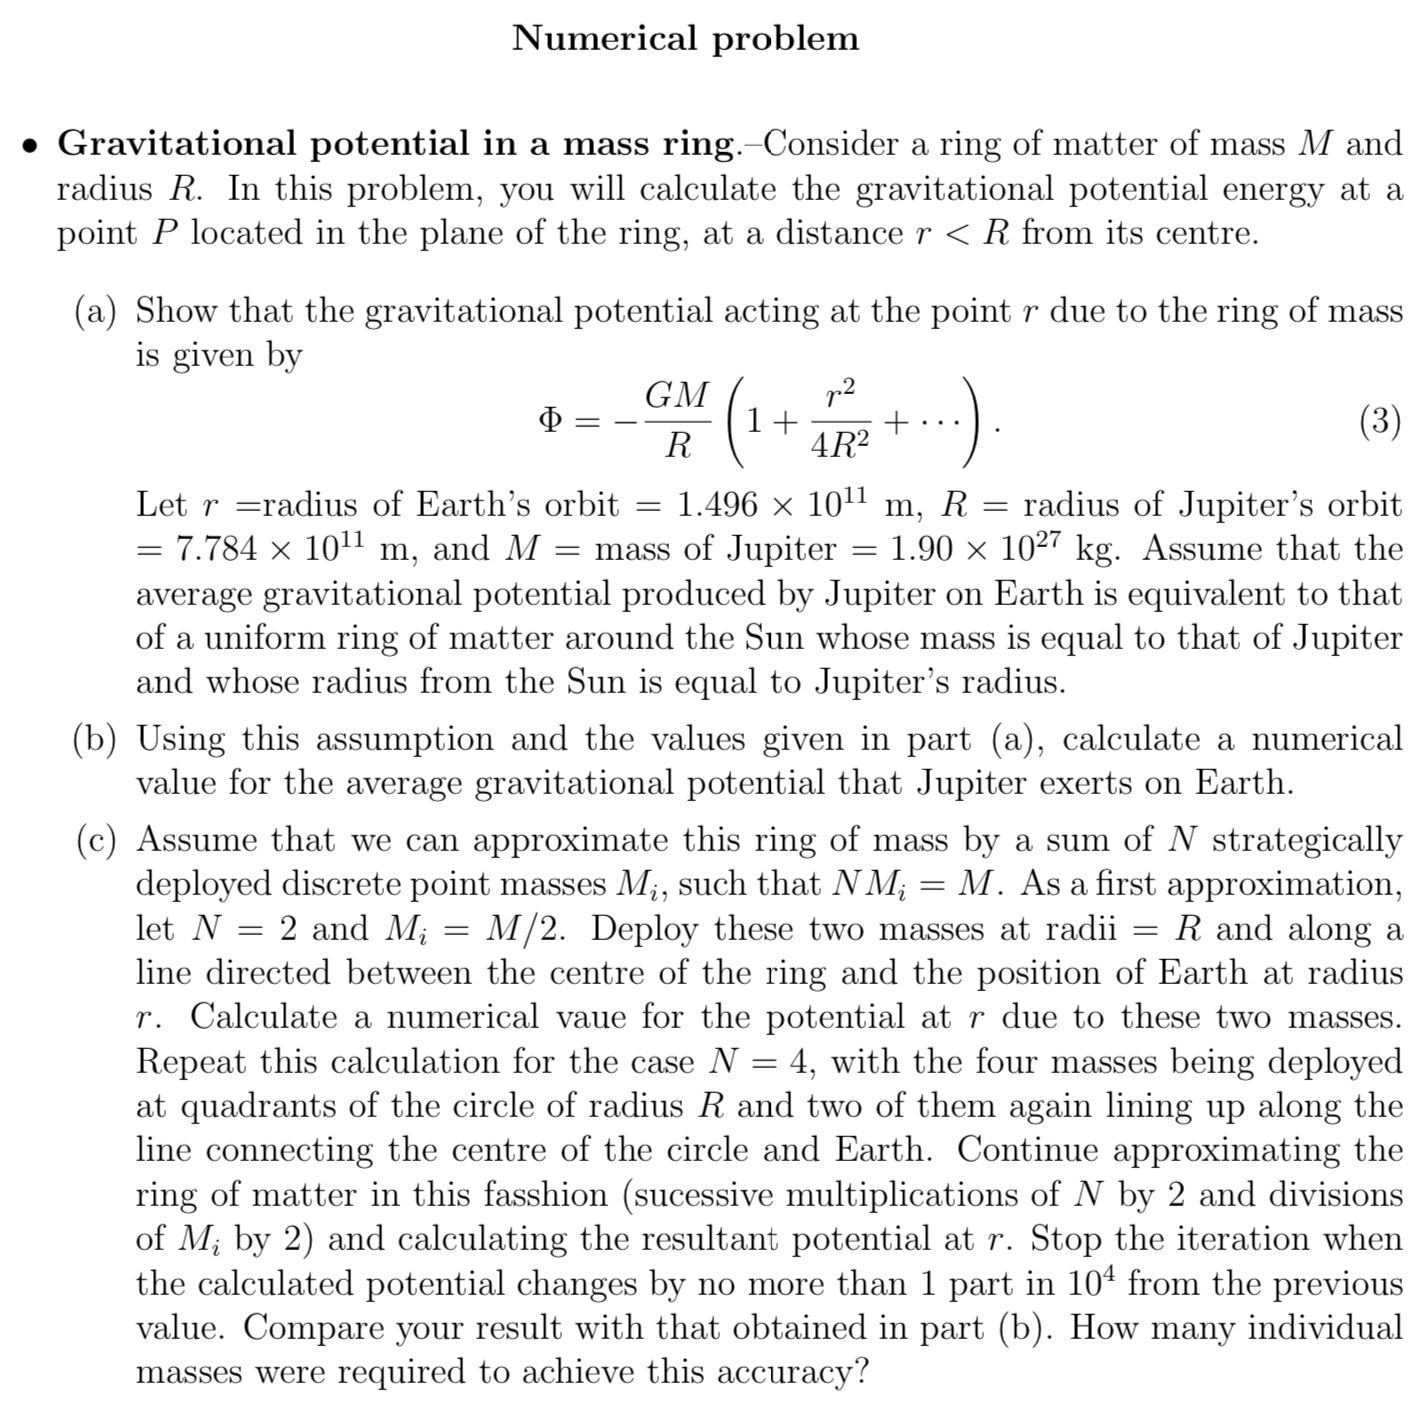 Numerical problem
• Gravitational potential in a mass ring.–Consider a ring of matter of mass M and
radius R. In this problem, you will calculate the gravitational potential energy at a
point P located in the plane of the ring, at a distance r < R from its centre.
(a) Show that the gravitational potential acting at the point r due to the ring of mass
is given by
Φ = −\frac{GM}{R} \left(1 + \frac{r^2}{4R^2} + ⋯\right). (3)
Let r =radius of Earth's orbit = 1.496 × 10^{11} m, R = radius of Jupiter's orbit
= 7.784 × 10^{11} m, and M = mass of Jupiter = 1.90 × 10^{27} kg. Assume that the
average gravitational potential produced by Jupiter on Earth is equivalent to that
of a uniform ring of matter around the Sun whose mass is equal to that of Jupiter
and whose radius from the Sun is equal to Jupiter's radius.
(b) Using this assumption and the values given in part (a), calculate a numerical
value for the average gravitational potential that Jupiter exerts on Earth.
(c) Assume that we can approximate this ring of mass by a sum of N strategically
deployed discrete point masses M_i, such that NM_i = M. As a first approximation,
let N = 2 and M_i = M/2. Deploy these two masses at radii = R and along a
line directed between the centre of the ring and the position of Earth at radius
r. Calculate a numerical vaue for the potential at r due to these two masses.
Repeat this calculation for the case N = 4, with the four masses being deployed
at quadrants of the circle of radius R and two of them again lining up along the
line connecting the centre of the circle and Earth. Continue approximating the
ring of matter in this fasshion (sucessive multiplications of N by 2 and divisions
of M_i by 2) and calculating the resultant potential at r. Stop the iteration when
the calculated potential changes by no more than 1 part in 10^4 from the previous
value. Compare your result with that obtained in part (b). How many individual
masses were required to achieve this accuracy?